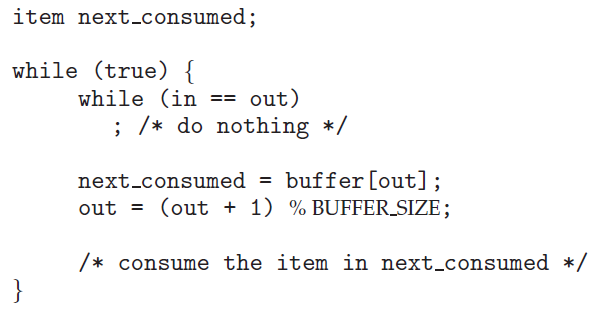 item next_consumed;
while (true) {
while (in == out)
; /* do nothing */
next_consumed = buffer[out];
out = (out + 1) % BUFFER_SIZE;
/* consume the item in next_consumed */
}